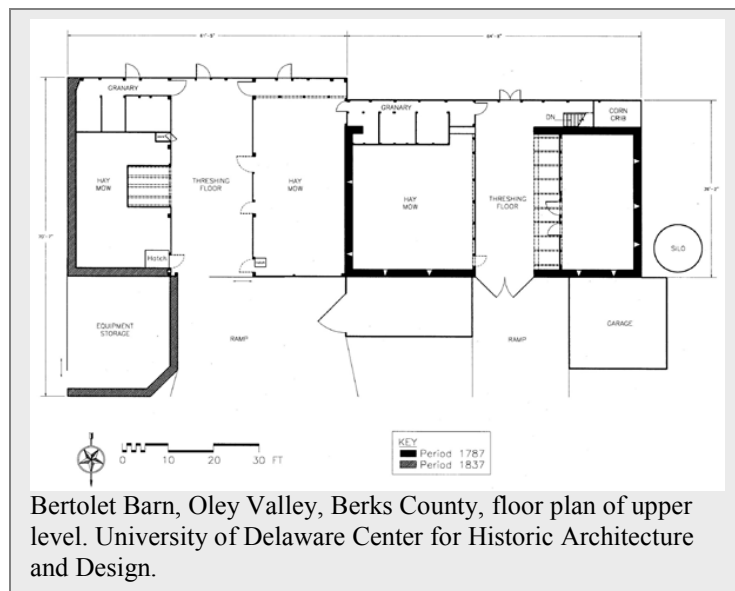 GRANARY
HAY
MOW
THRESHING
FLOOR
HAY
MOW
Hatch
EQUIPMENT
STORAGE
RAMP
GRANARY
HAY
MOW
THRESHING
FLOOR
DN
CORN
CRIB
SILO
RAMP
GARAGE
N
0 10 20 30 FT
KEY
Period 1787
Period 1837
Bertolet Barn, Oley Valley, Berks County, floor plan of upper
level. University of Delaware Center for Historic Architecture
and Design.